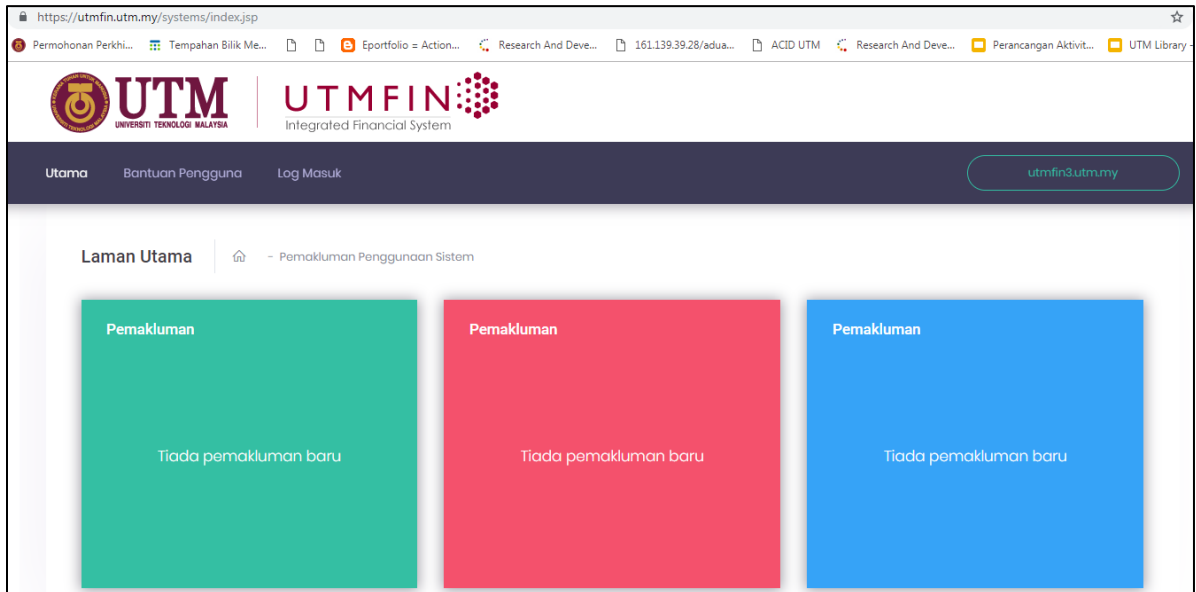 https://utmfin.utm.my/systems/index.jsp
Permohonan Perkhi... Tempahan Bilik Me... Eportfolio = Action... Research And Deve... 161.139.39.28/adua... ACID UTM Research And Deve... Perancangan Aktivit... UTM Library -
UTM
UNIVERSITI TEKNOLOGI MALAYSIA
UTMFIN
Integrated Financial System
Utama Bantuan Pengguna Log Masuk utmfin3.utm.my
Laman Utama - Pemakluman Penggunaan Sistem
Pemakluman Pemakluman Pemakluman
Tiada pemakluman baru Tiada pemakluman baru Tiada pemakluman baru